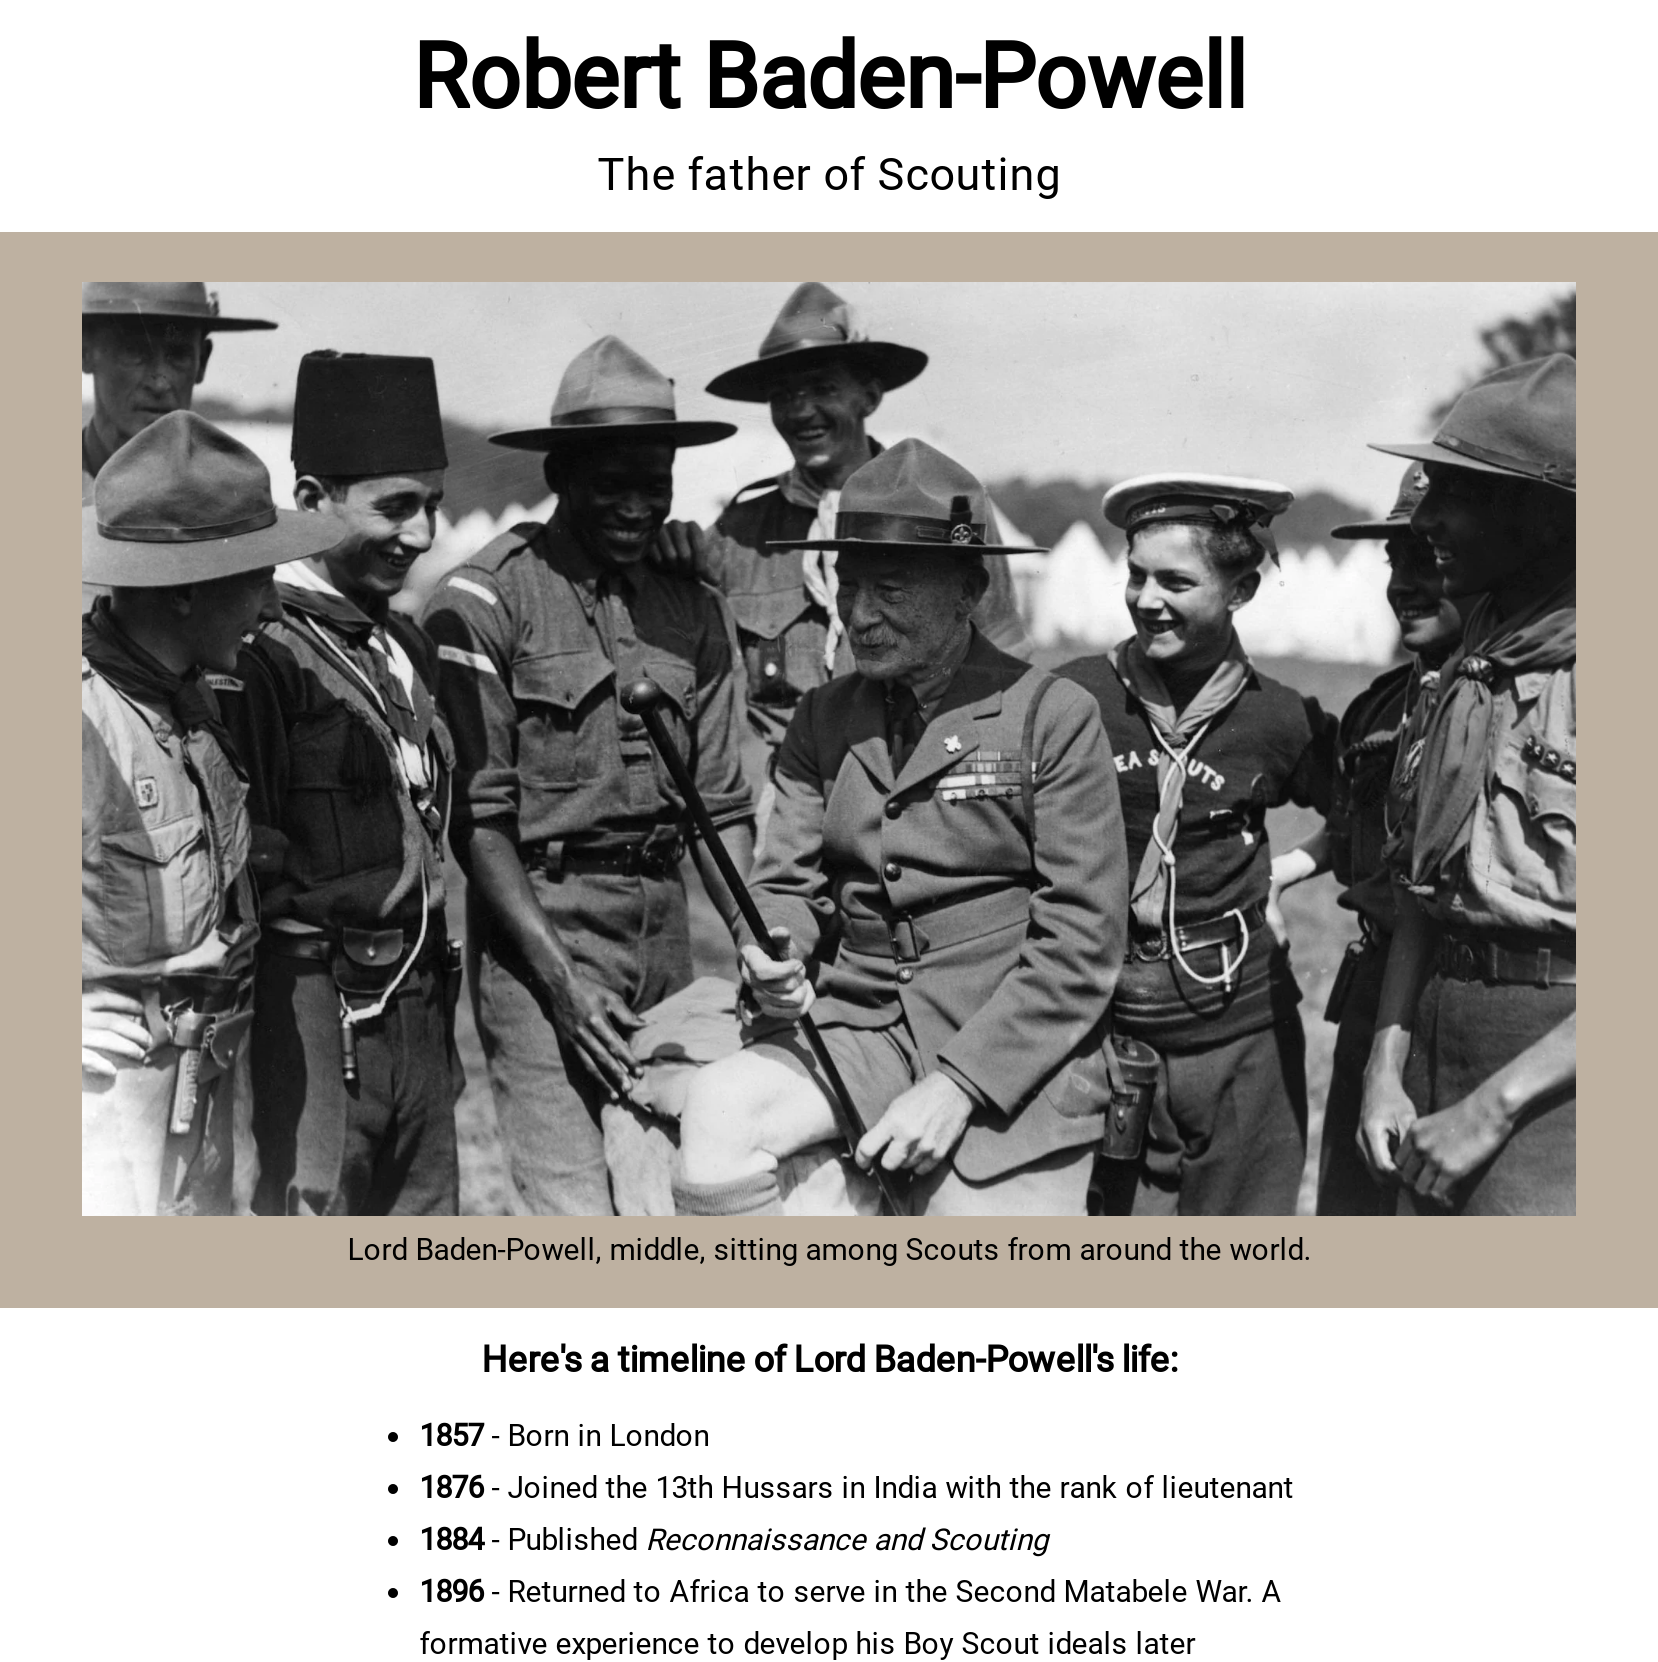 Robert Baden-Powell
The father of Scouting
EA S UTS
Lord Baden-Powell, middle, sitting among Scouts from around the world.
Here's a timeline of Lord Baden-Powell's life:
1857 - Born in London
1876 - Joined the 13th Hussars in India with the rank of lieutenant
1884 - Published Reconnaissance and Scouting
1896 - Returned to Africa to serve in the Second Matabele War. A
formative experience to develop his Boy Scout ideals later